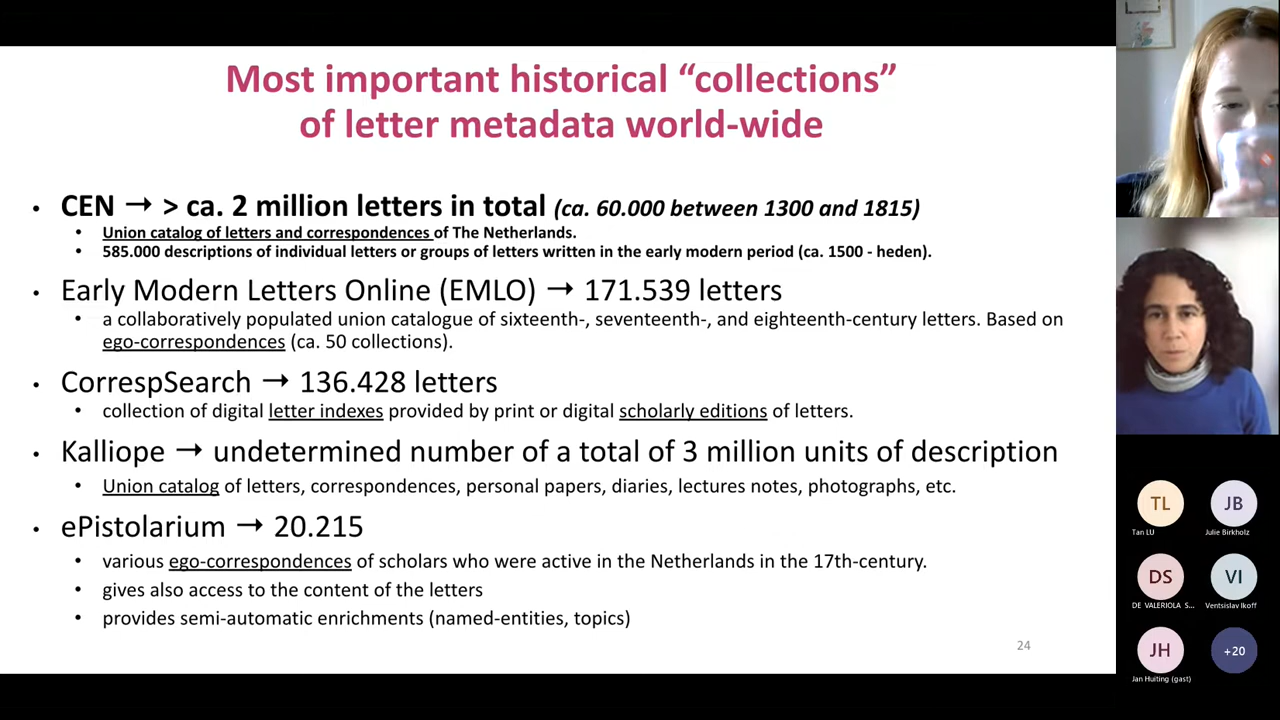 Most important historical “collections”
of letter metadata world-wide
• CEN → > ca. 2 million letters in total (ca. 60.000 between 1300 and 1815)
• Union catalog of letters and correspondences of The Netherlands.
• 585.000 descriptions of individual letters or groups of letters written in the early modern period (ca. 1500 - heden).
• Early Modern Letters Online (EMLO) → 171.539 letters
• a collaboratively populated union catalogue of sixteenth-, seventeenth-, and eighteenth-century letters. Based on
ego-correspondences (ca. 50 collections).
• CorrespSearch → 136.428 letters
• collection of digital letter indexes provided by print or digital scholarly editions of letters.
• Kalliope → undetermined number of a total of 3 million units of description
• Union catalog of letters, correspondences, personal papers, diaries, lectures notes, photographs, etc.
• ePistolarium → 20.215
• various ego-correspondences of scholars who were active in the Netherlands in the 17th-century.
• gives also access to the content of the letters
• provides semi-automatic enrichments (named-entities, topics)
24
TL JB
Tan LU Julie Birkholz
DS VI
DE VALERIOLA S... Ventsislav Ikoff
JH +20
Jan Huiting (gast)